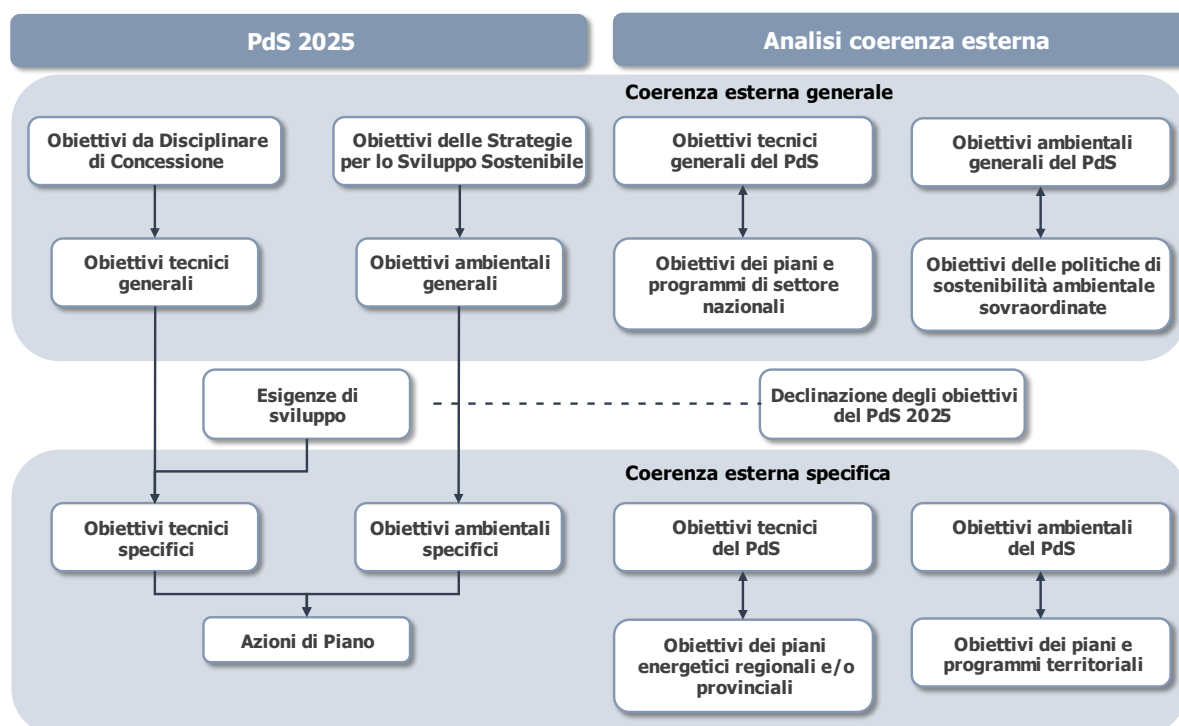 PdS 2025
Analisi coerenza esterna
Coerenza esterna generale
Obiettivi da Disciplinare
di Concessione
Obiettivi delle Strategie
per lo Sviluppo Sostenibile
Obiettivi tecnici
generali del PdS
Obiettivi ambientali
generali del PdS
Obiettivi tecnici
generali
Obiettivi ambientali
generali
Obiettivi dei piani e
programmi di settore
nazionali
Obiettivi delle politiche di
sostenibilità ambientale
sovraordinate
Esigenze di
sviluppo
Declinazione degli obiettivi
del PdS 2025
Coerenza esterna specifica
Obiettivi tecnici
specifici
Obiettivi ambientali
specifici
Obiettivi tecnici
del PdS
Obiettivi ambientali
del PdS
Azioni di Piano
Obiettivi dei piani
energetici regionali e/o
provinciali
Obiettivi dei piani e
programmi territoriali